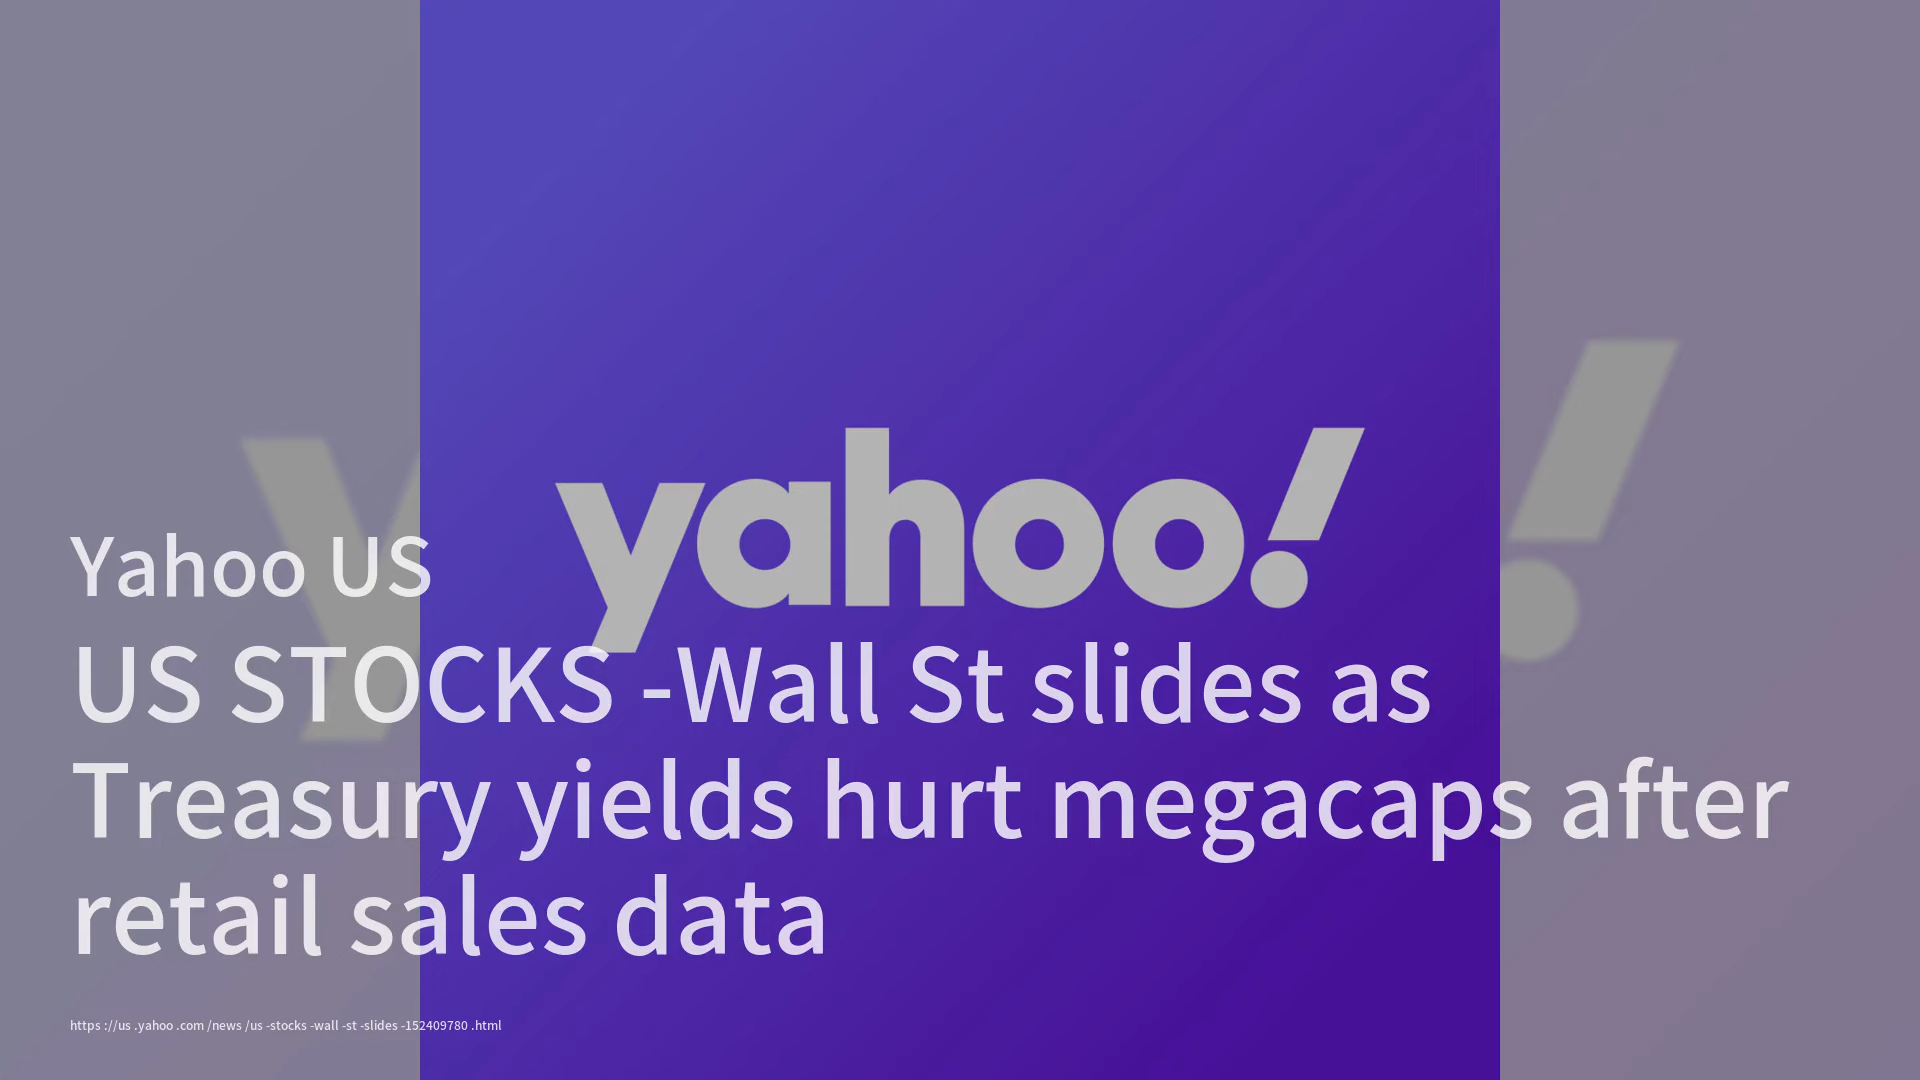 yahoo!
Yahoo US
US STOCKS -Wall St slides as
Treasury yields hurt megacaps after
retail sales data
https ://us .yahoo .com /news /us -stocks -wall -st -slides -152409780 .html